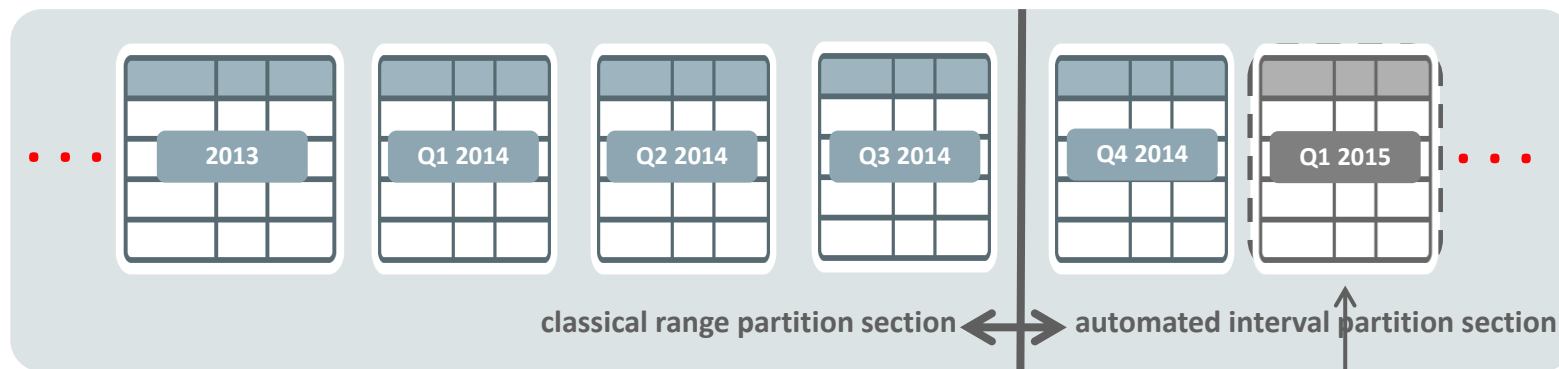 2013
Q1 2014
Q2 2014
Q3 2014
Q4 2014
Q1 2015
classical range partition section
automated interval partition section